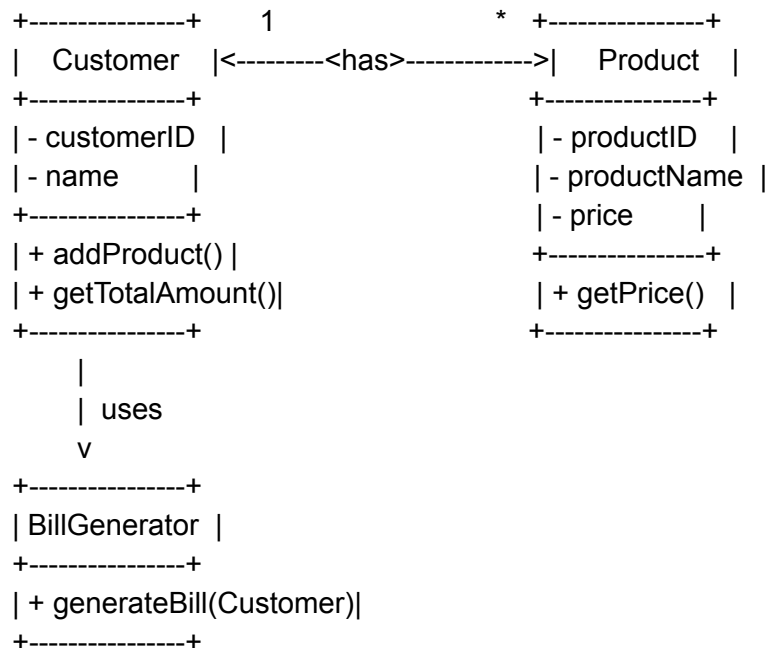 +----------------+ 1 * +----------------+
| Customer |<---------<has>------------->| Product |
+----------------+ +----------------+
| - customerID | | - productID |
| - name | | - productName |
+----------------+ | - price |
| + addProduct() | +----------------+
| + getTotalAmount()| | + getPrice() |
+----------------+ +----------------+
|
| uses
v
+----------------+
| BillGenerator |
+----------------+
| + generateBill(Customer)|
+----------------+